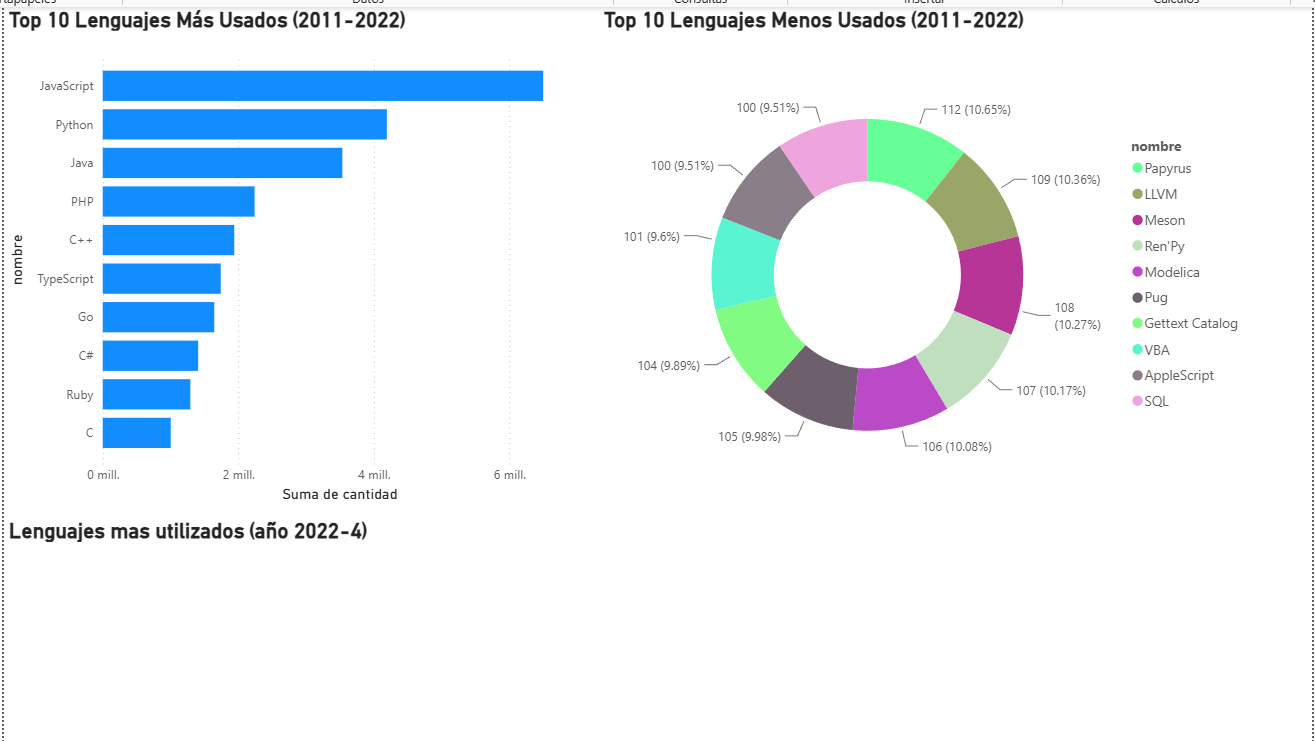 Datos
Consultas
Insertar
Cálculos
Top 10 Lenguajes Más Usados (2011-2022)
nombre
JavaScript
Python
Java
PHP
C++
TypeScript
Go
C#
Ruby
C
0 mill.
2 mill.
4 mill.
6 mill.
Suma de cantidad
Top 10 Lenguajes Menos Usados (2011-2022)
100 (9.51%)
112 (10.65%)
100 (9.51%)
109 (10.36%)
101 (9.6%)
108
(10.27%)
104 (9.89%)
107 (10.17%)
105 (9.98%)
106 (10.08%)
nombre
Papyrus
LLVM
Meson
Ren'Py
Modelica
Pug
Gettext Catalog
VBA
AppleScript
SQL
Lenguajes mas utilizados (año 2022-4)